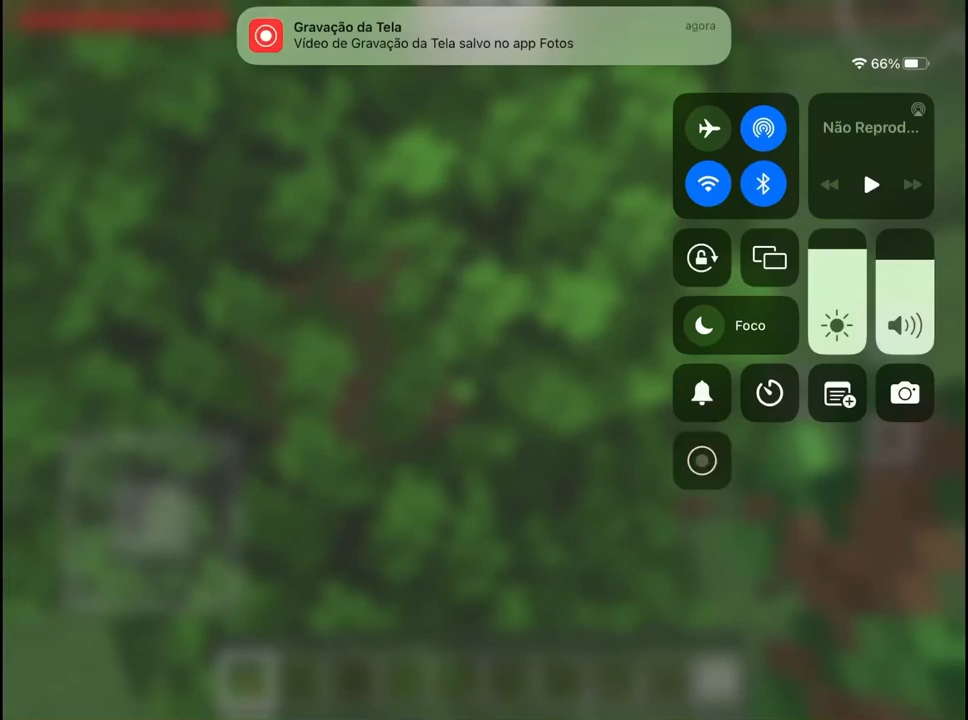 Gravação da Tela
agora
Vídeo de Gravação da Tela salvo no app Fotos
66%
Não Reprod...
Foco